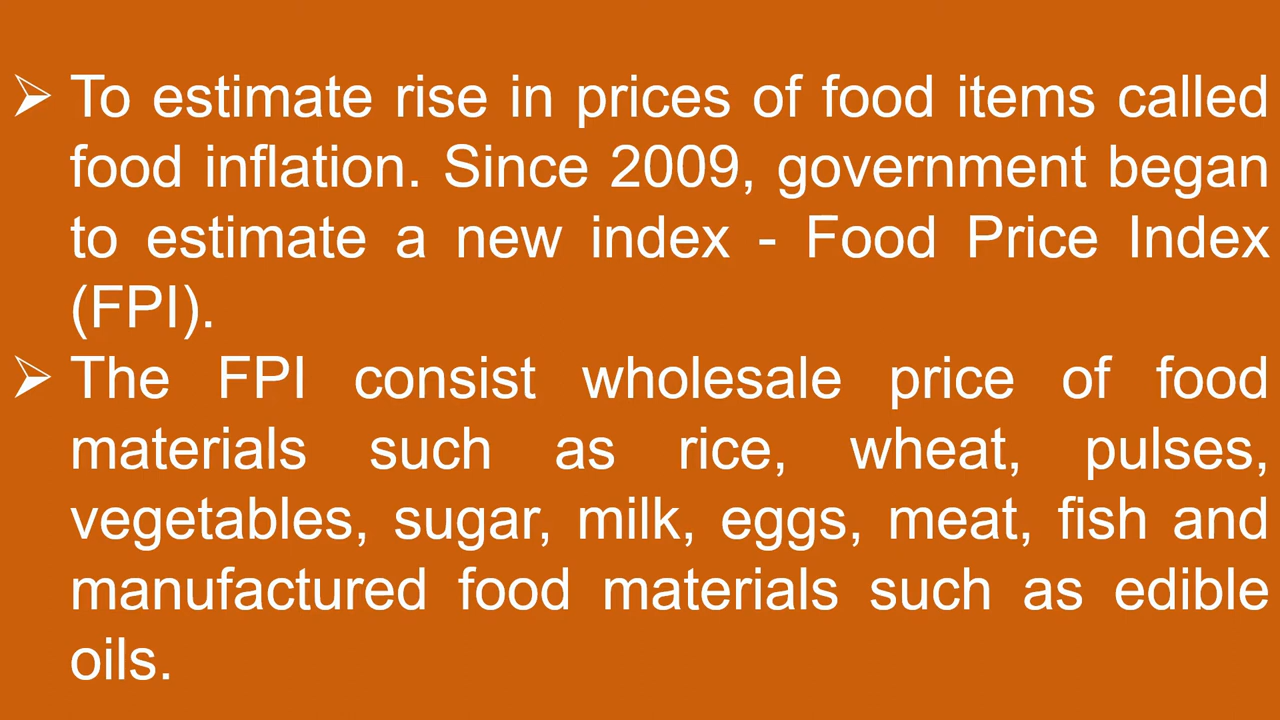 ➢ To estimate rise in prices of food items called
food inflation. Since 2009, government began
to estimate a new index - Food Price Index
(FPI).
➢ The FPI consist wholesale price of food
materials such as rice, wheat, pulses,
vegetables, sugar, milk, eggs, meat, fish and
manufactured food materials such as edible
oils.